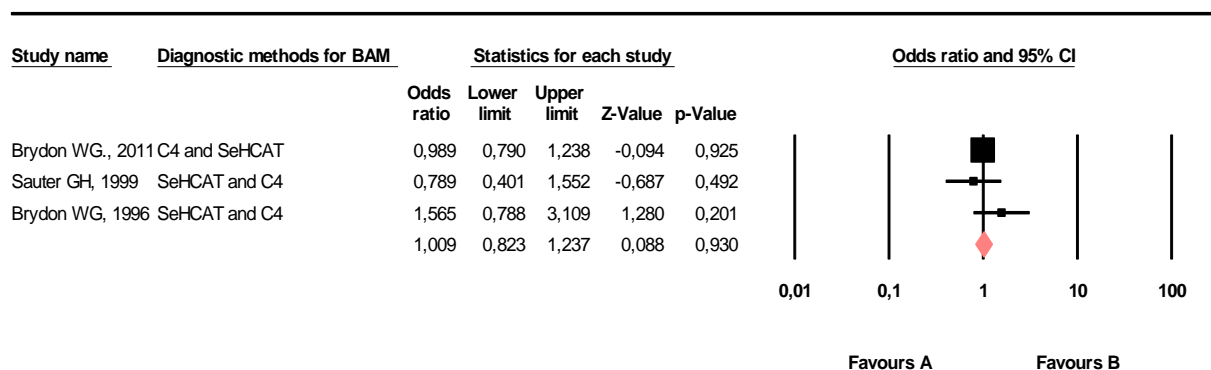 Study name Diagnostic methods for BAM Statistics for each study Odds ratio and 95% CI
Odds Lower Upper
ratio limit limit Z-Value p-Value
Brydon WG., 2011 C4 and SeHCAT 0,989 0,790 1,238 -0,094 0,925
Sauter GH, 1999 SeHCAT and C4 0,789 0,401 1,552 -0,687 0,492
Brydon WG, 1996 SeHCAT and C4 1,565 0,788 3,109 1,280 0,201
1,009 0,823 1,237 0,088 0,930
0,01 0,1 1 10 100
Favours A Favours B